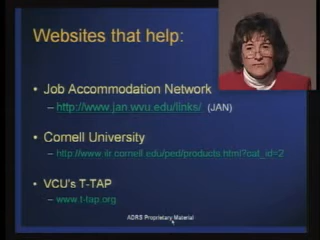 Websites that help:
• Job Accommodation Network
– http://www.jan.wvu.edu/links/ (JAN)
• Cornell University
– http://www.ilr.cornell.edu/ped/products.html?cat_id=2
• VCU's T-TAP
– www.t-tap.org
ADRS Proprietary Material